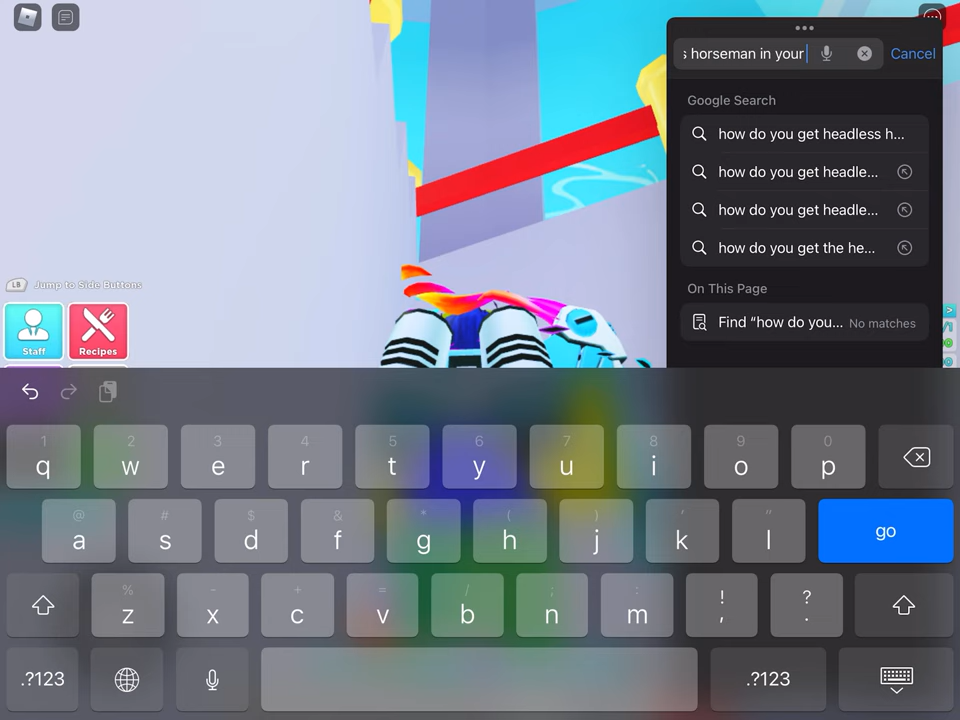 s horseman in your
Cancel
Google Search
how do you get headless h...
how do you get headle...
how do you get headle...
how do you get the he...
On This Page
Find “how do you... No matches
LB Jump to Side Buttons
Staff
Recipes
1 2 3 4 5 6 7 8 9 0
q w e r t y u i o p
@ # $ & * ( ) ‘ ”
a s d f g h j k l go
% - + = / ; : ! ?
z x c v b n m , .
.?123 .?123